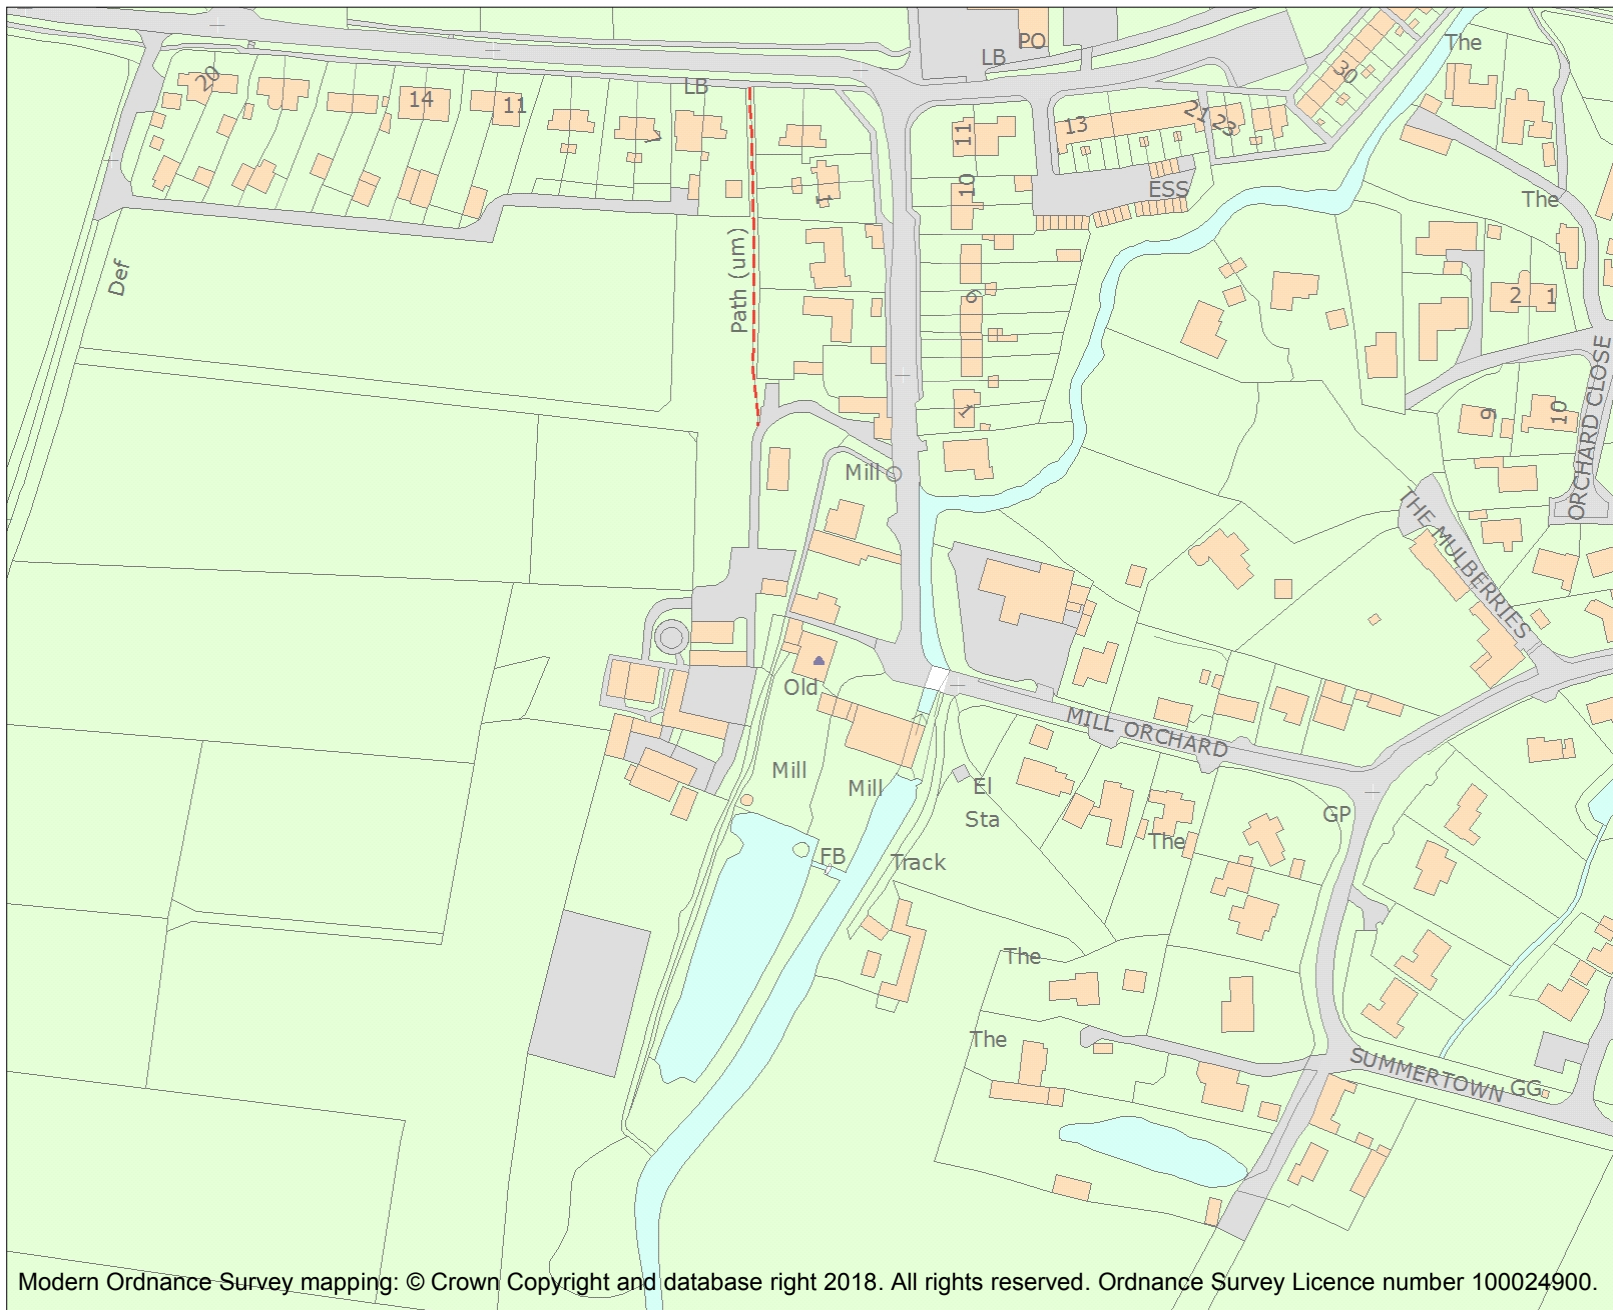 The
PO
LB
30
20
LB
14
11
1
13
21
23
11
10
ESS
1
The
Def
Path (um)
6
2
1
ORCHARD CLOSE
1
9
10
Mill
THE MULBERRIES
Old
MILL ORCHARD
Mill
Mill
El
Sta
GP
The
FB
Track
The
The
SUMMERTOWN
GG
Modern Ordnance Survey mapping: © Crown Copyright and database right 2018. All rights reserved. Ordnance Survey Licence number 100024900.